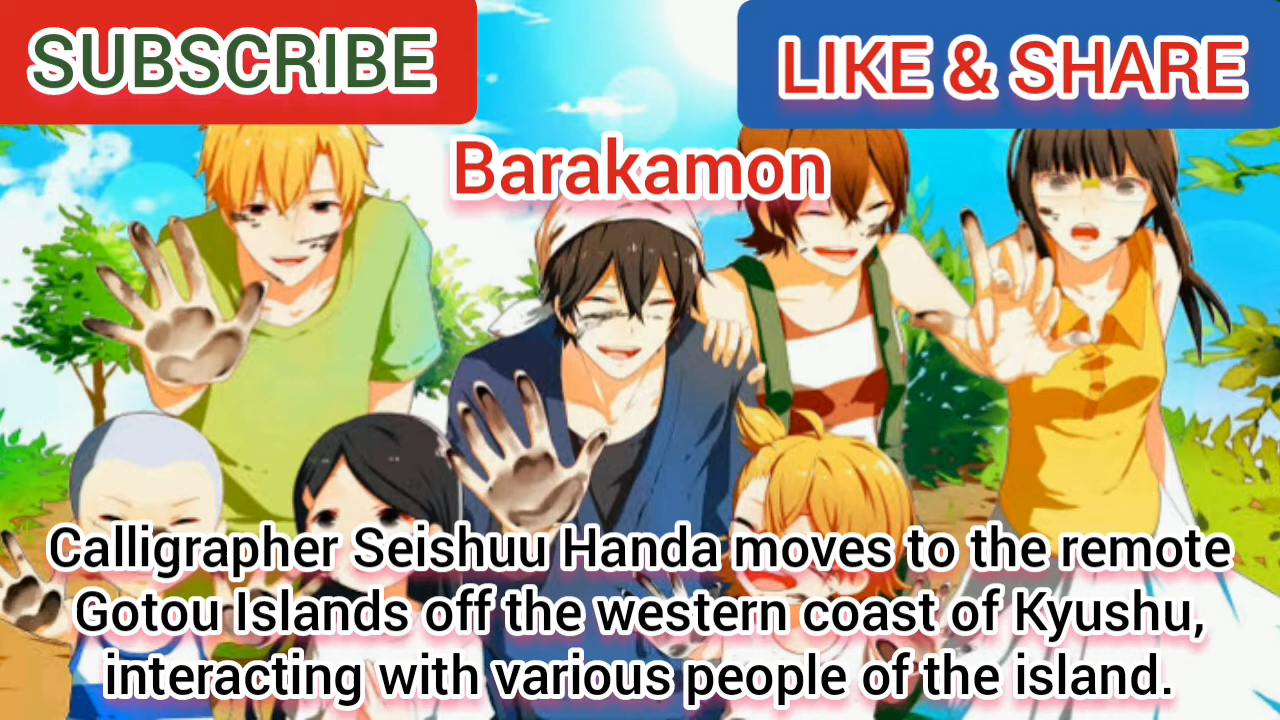 SUBSCRIBE
LIKE & SHARE
Barakamon
Calligrapher Seishuu Handa moves to the remote
Gotou Islands off the western coast of Kyushu,
interacting with various people of the island.